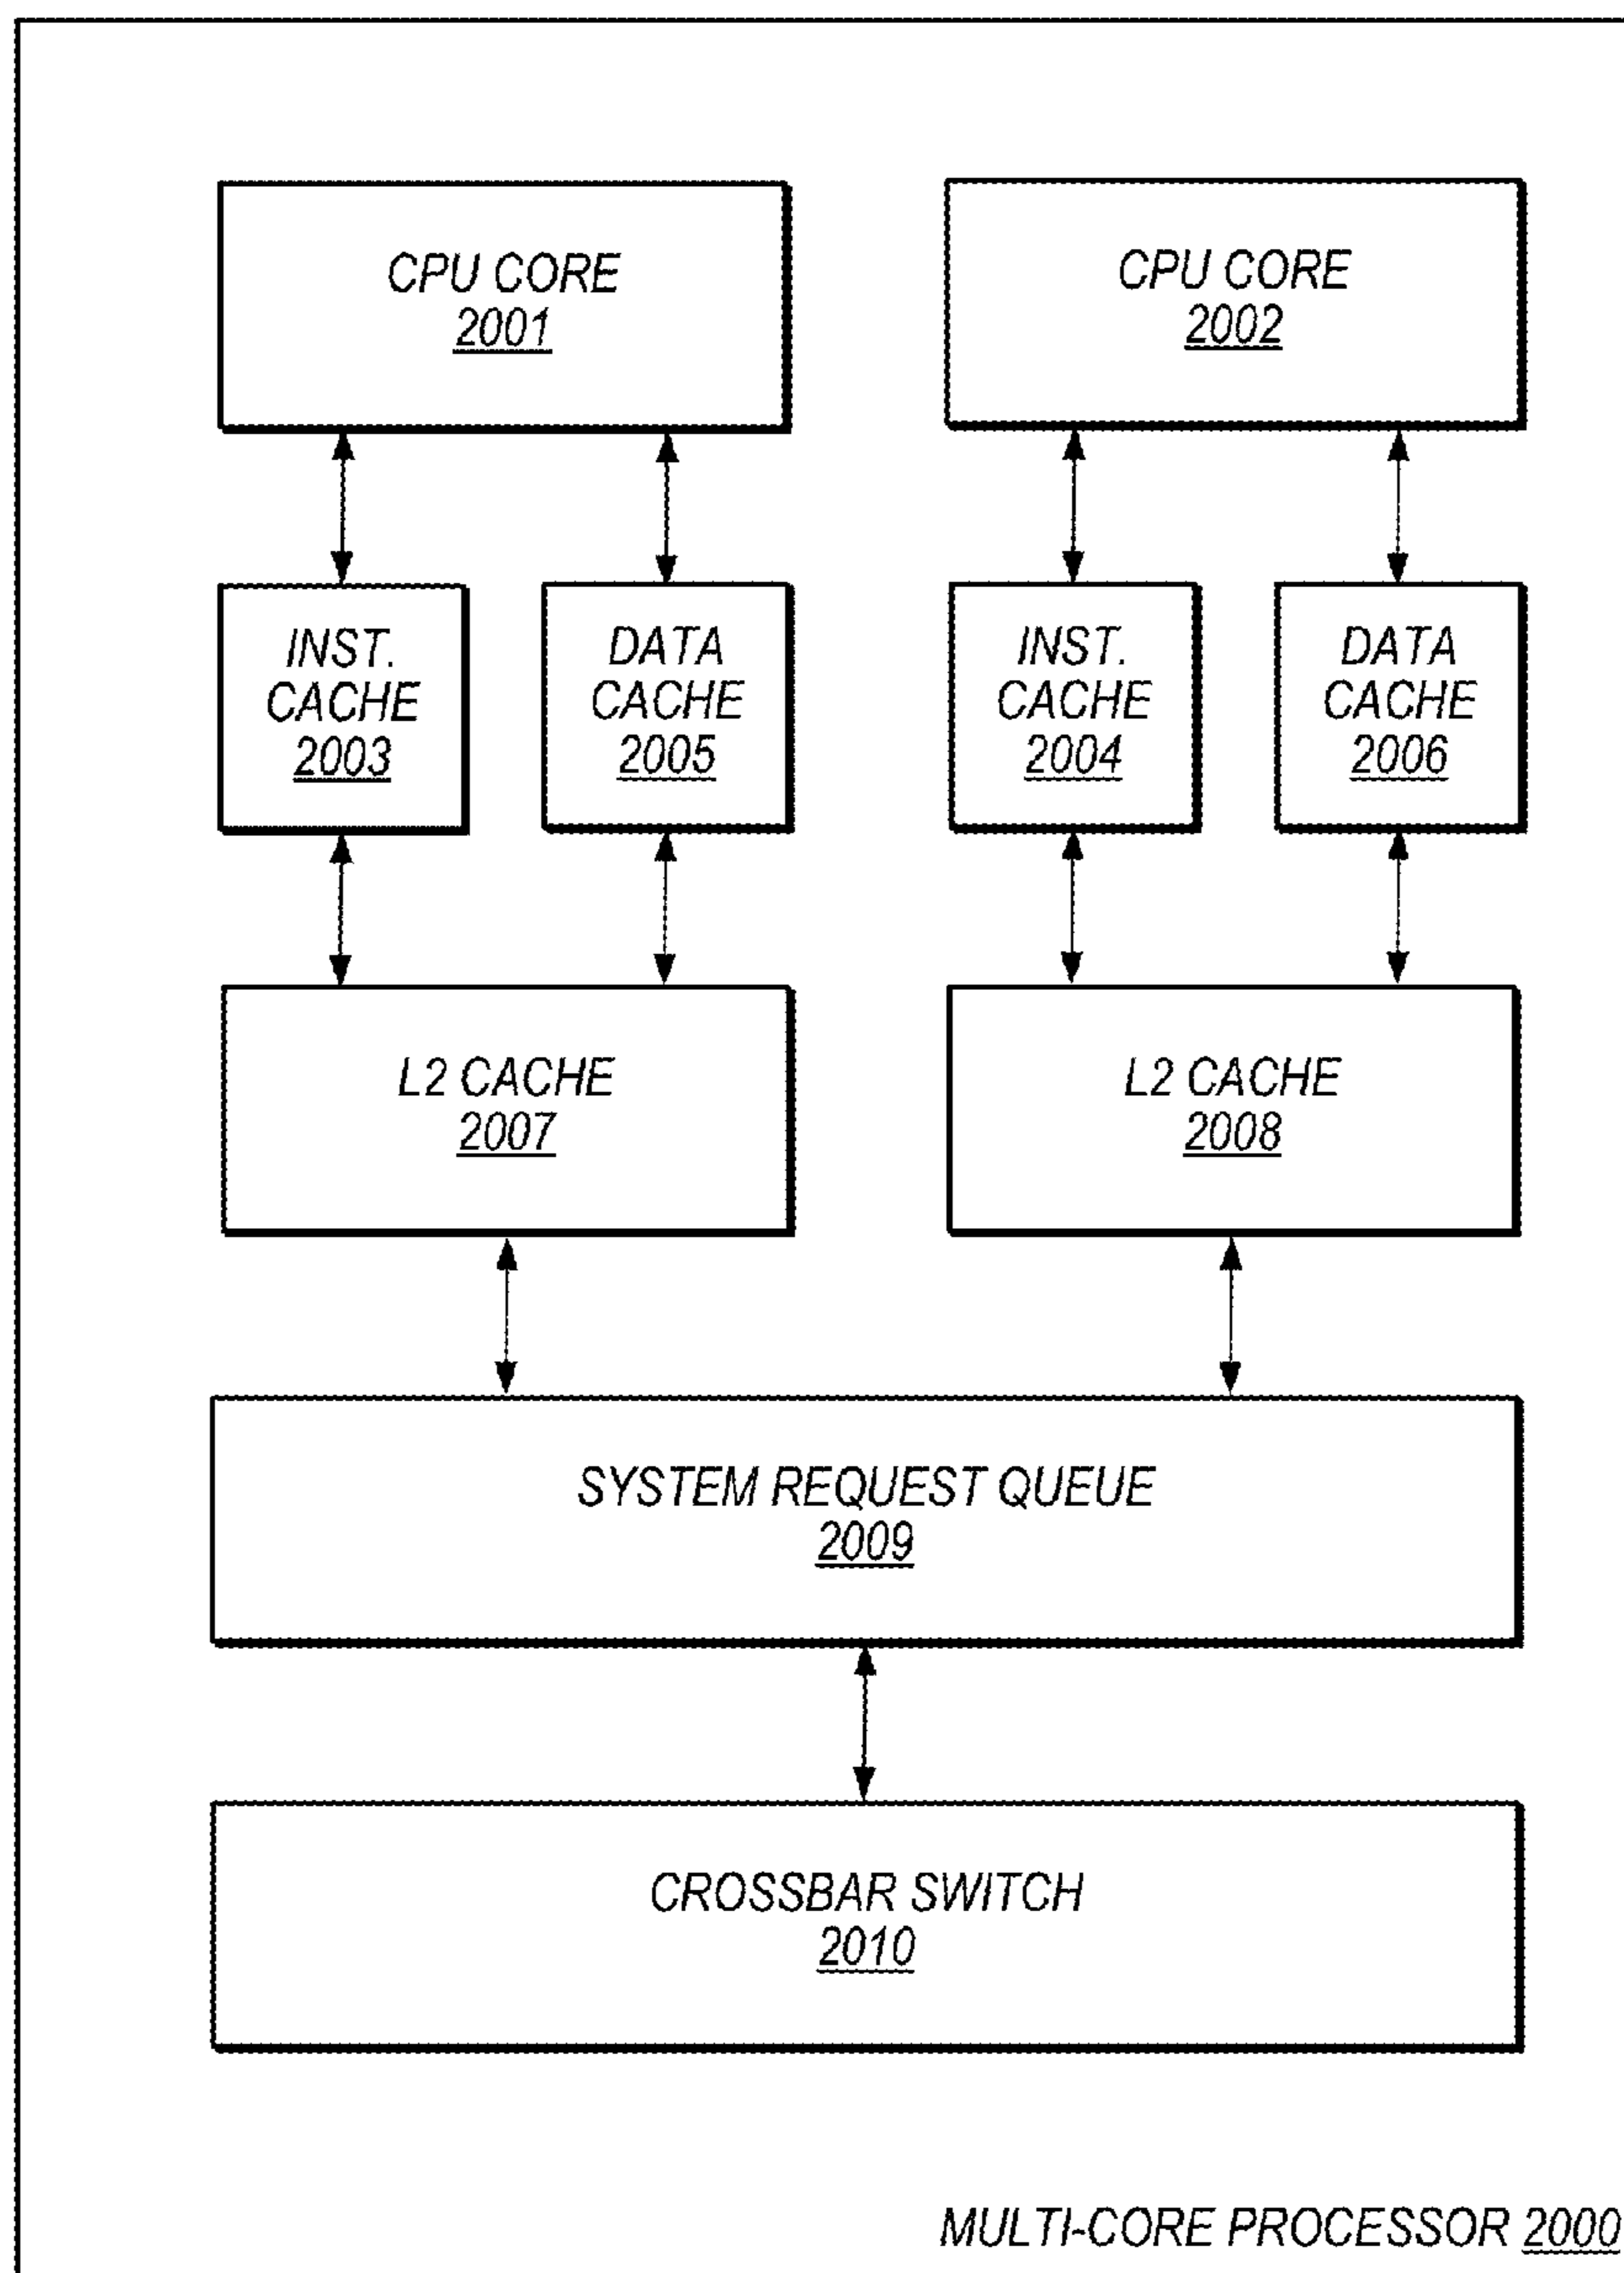 CPU CORE
2001
CPU CORE
2002
INST.
CACHE
2003
DATA
CACHE
2005
INST.
CACHE
2004
DATA
CACHE
2006
L2 CACHE
2007
L2 CACHE
2008
SYSTEM REQUEST QUEUE
2009
CROSSBAR SWITCH
2010
MULTI-CORE PROCESSOR 2000